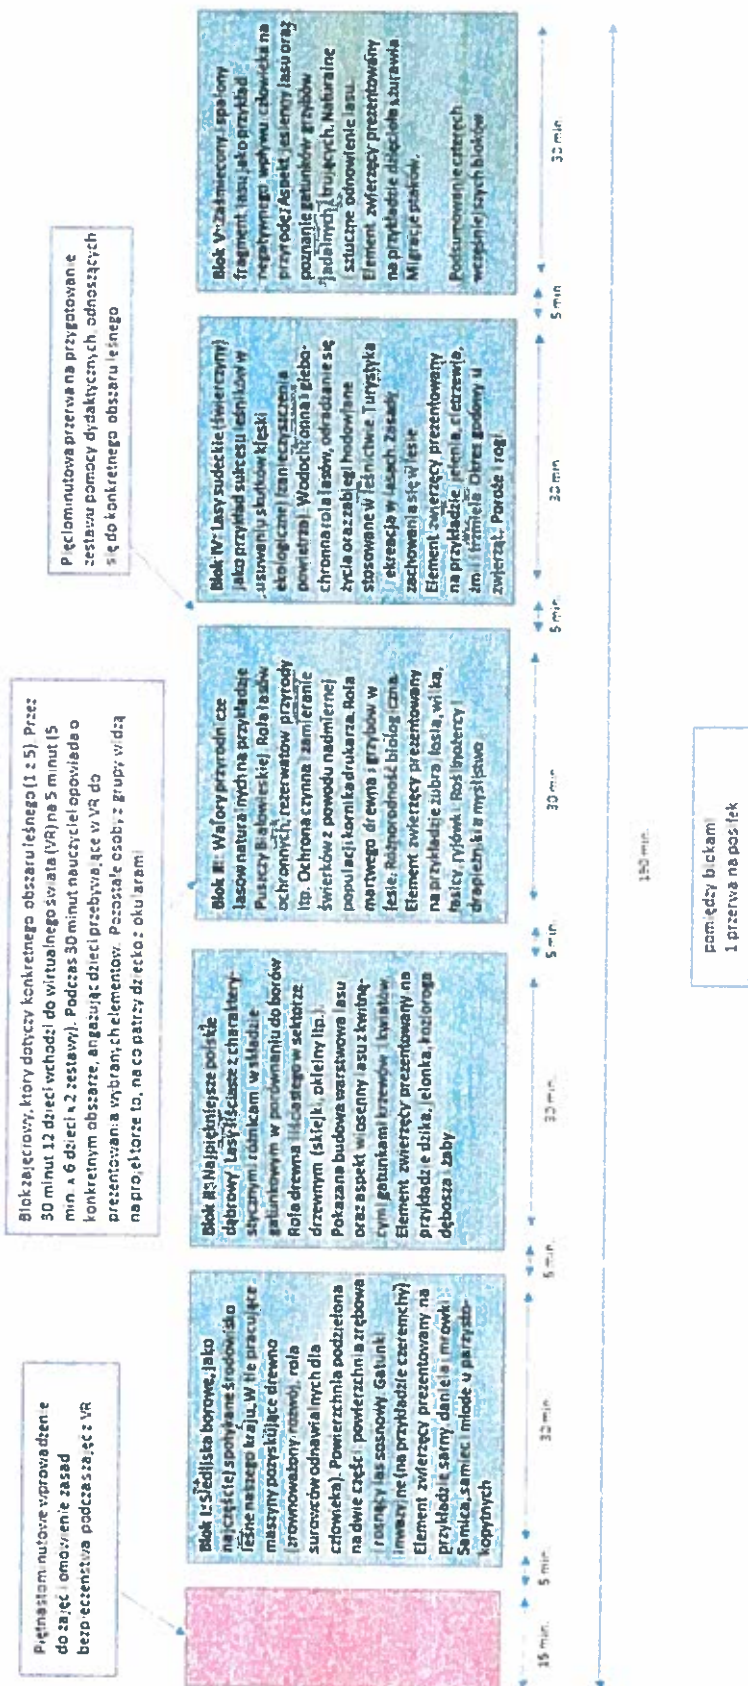 Piętnastominutowe wprowadzenie
do zajęć i omówienie zasad
bezpieczeństwa podczas zajęć z VR
Blok zajęciowy, który dotyczy konkretnego obszaru leśnego (1 z 5). Przez
30 minut 12 dzieci wchodzi do wirtualnego świata (VR) na 5 minut (5
min. x 6 dzieci x 2 zestawy). Podczas 30 minut nauczyciel opowiada o
konkretnym obszarze, angażując dzieci przebywające w VR do
prezentowania wybranych elementów. Pozostałe osoby z grupy widzą
na projektorze to, na co patrzy dziecko z okularami
Pięciominutowa przerwa na przygotowanie
zestawu pomocy dydaktycznych, odnoszących
się do konkretnego obszaru leśnego
Blok I: Siedliska borowe, jako
najczęściej spotykane środowisko
leśne naszego kraju. W tle pracujące
maszyny pozyskujące drewno
(zrównoważony rozwój, rola
surowców odnawialnych dla
człowieka). Powierzchnia podzielona
na dwie części: powierzchnia zrębowa
i rosnący las sosnowy. Gatunki
inwazyjne (na przykładzie czeremchy)
Element zwierzęcy prezentowany na
przykładzie sarny, daniela i mrówki
Samica, samiec i młode u parzysto-
kopytnych
Blok II: Najpiękniejsze polskie
dąbrowy. Lasy liściaste z charaktery-
stycznymi różnicami w składzie
gatunkowym w porównaniu do borów
Rola drewna liściastego w sektorze
drzewnym (sklejki, okleiny itp.).
Pokazana budowa warstwowa lasu
oraz aspekt wiosenny lasu z kwitną-
cymi gatunkami krzewów i kwiatów
Element zwierzęcy prezentowany na
przykładzie dzika, jelonka, kozioroga
dębosza i żaby
Blok III: Walory przyrodnicze
lasów naturalnych na przykładzie
Puszczy Białowieskiej. Rola lasów
ochronnych, rezerwatów przyrody
itp. Ochrona czynna i zamieranie
świerków z powodu nadmiernej
populacji kornika drukarza. Rola
martwego drewna i grzybów w
lesie. Różnorodność biologiczna.
Element zwierzęcy prezentowany
na przykładzie żubra, łosia, wilka,
łasicy, ryjówki. Roślinożercy i
drapieżniki a myślistwo
Blok IV: Lasy sudeckie (świerczyny)
jako przykład sukcesu leśników w
usuwaniu skutków klęski
ekologicznej (zanieczyszczenia
powietrza). Wodochronna i glebo-
chronna rola lasów, odradzanie się
życia oraz zabiegi hodowlane
stosowane w leśnictwie. Turystyka
i rekreacja w lasach. Zasady
zachowania się w lesie
Element zwierzęcy prezentowany
na przykładzie jelenia, cietrzewia,
żmii i trzmiela. Okres godowy u
zwierząt. Poroże i rogi.
Blok V: Zaśmiecony i spalony
fragment lasu jako przykład
negatywnego wpływu człowieka na
przyrodę. Aspekt jesienny lasu oraz
poznanie gatunków grzybów
jadalnych i trujących. Naturalne
i sztuczne odnowienie lasu.
Element zwierzęcy prezentowany
na przykładzie dzięcioła i żurawia
Migracje ptaków.
Podsumowanie czterech
wcześniejszych bloków
15 min.
5 min.
30 min.
5 min.
30 min.
5 min.
30 min.
5 min.
30 min.
5 min.
30 min.
190 min.
pomiędzy blokami
1 przerwa na posiłek